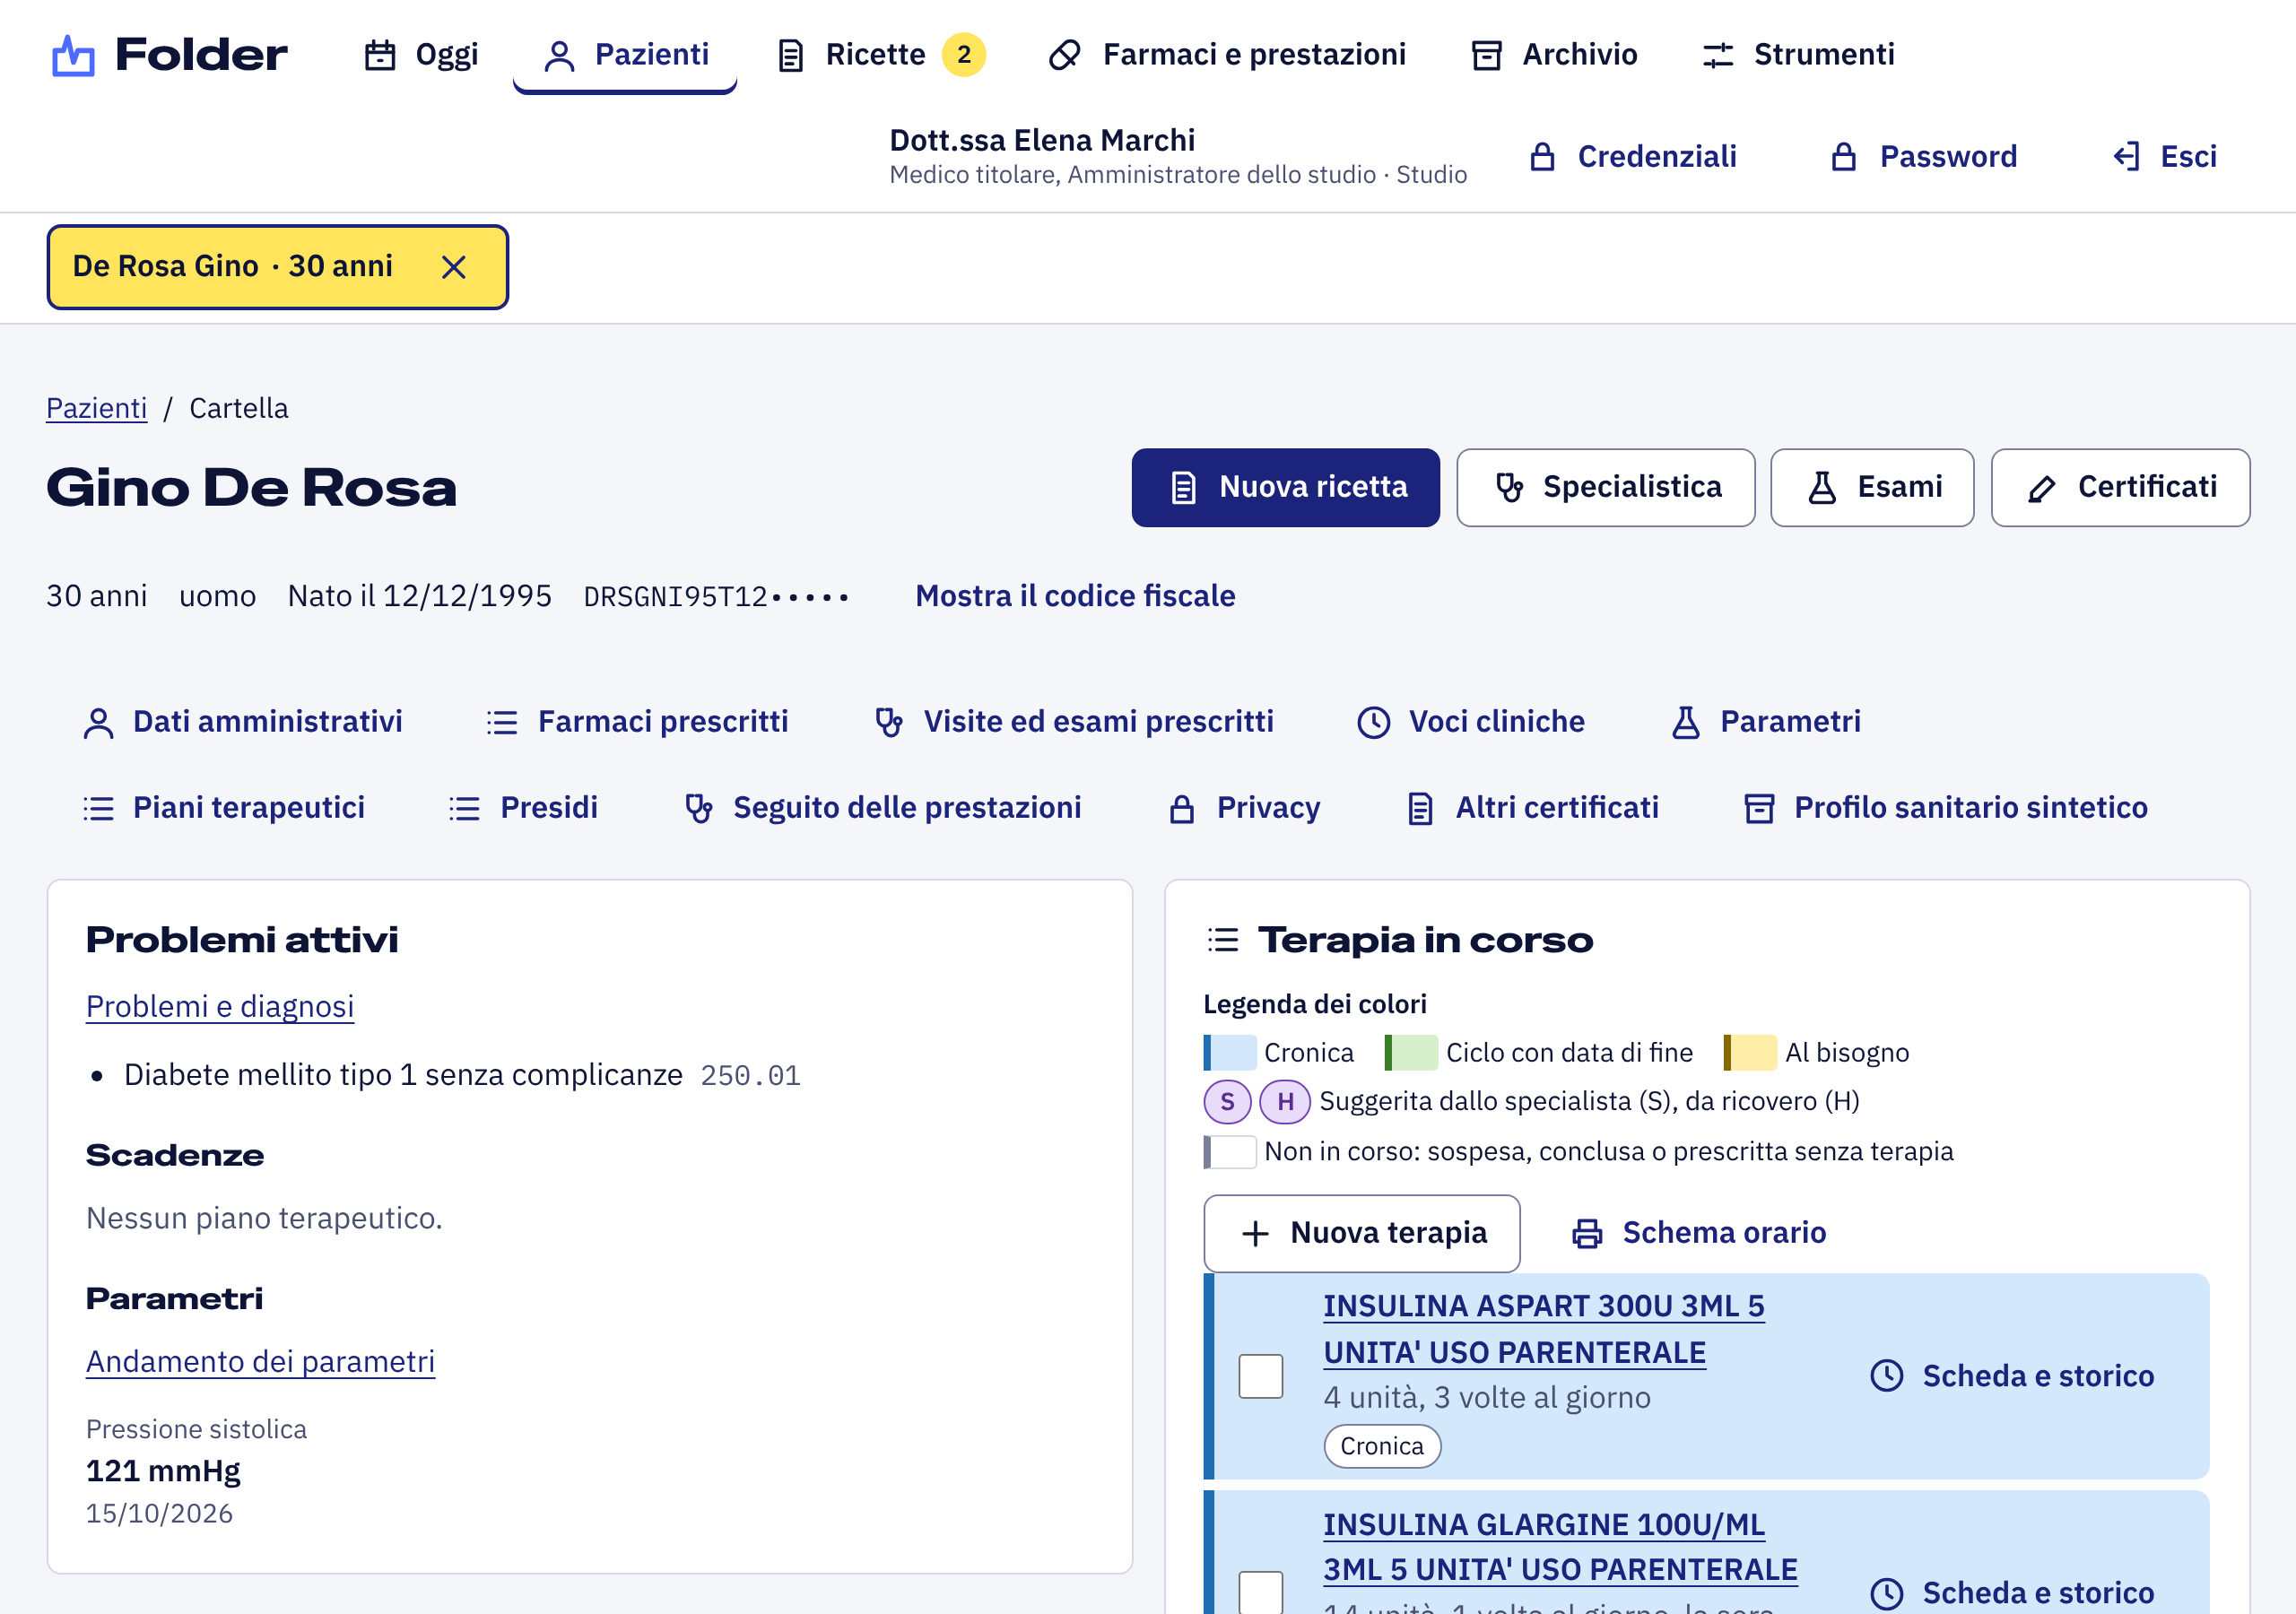 Folder
Oggi
Pazienti
Ricette 2
Farmaci e prestazioni
Archivio
Strumenti
Dott.ssa Elena Marchi
Medico titolare, Amministratore dello studio · Studio
Credenziali
Password
Esci
De Rosa Gino · 30 anni
Pazienti / Cartella
Gino De Rosa
Nuova ricetta
Specialistica
Esami
Certificati
30 anni uomo Nato il 12/12/1995 DRSGNI95T12••••• Mostra il codice fiscale
Dati amministrativi
Farmaci prescritti
Visite ed esami prescritti
Voci cliniche
Parametri
Piani terapeutici
Presidi
Seguito delle prestazioni
Privacy
Altri certificati
Profilo sanitario sintetico
Problemi attivi
Problemi e diagnosi
• Diabete mellito tipo 1 senza complicanze 250.01
Scadenze
Nessun piano terapeutico.
Parametri
Andamento dei parametri
Pressione sistolica
121 mmHg
15/10/2026
Terapia in corso
Legenda dei colori
Cronica
Ciclo con data di fine
Al bisogno
S H Suggerita dallo specialista (S), da ricovero (H)
Non in corso: sospesa, conclusa o prescritta senza terapia
Nuova terapia
Schema orario
INSULINA ASPART 300U 3ML 5
UNITA' USO PARENTERALE
4 unità, 3 volte al giorno
Cronica
Scheda e storico
INSULINA GLARGINE 100U/ML
3ML 5 UNITA' USO PARENTERALE
14 unità, 1 volta al giorno, la sera
Scheda e storico